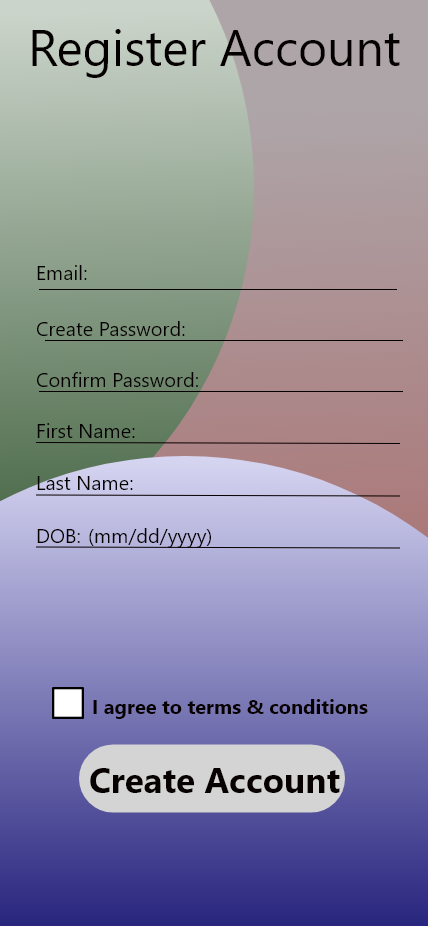 Register Account
Email:
Create Password:
Confirm Password:
First Name:
Last Name:
DOB: (mm/dd/yyyy)
I agree to terms & conditions
Create Account